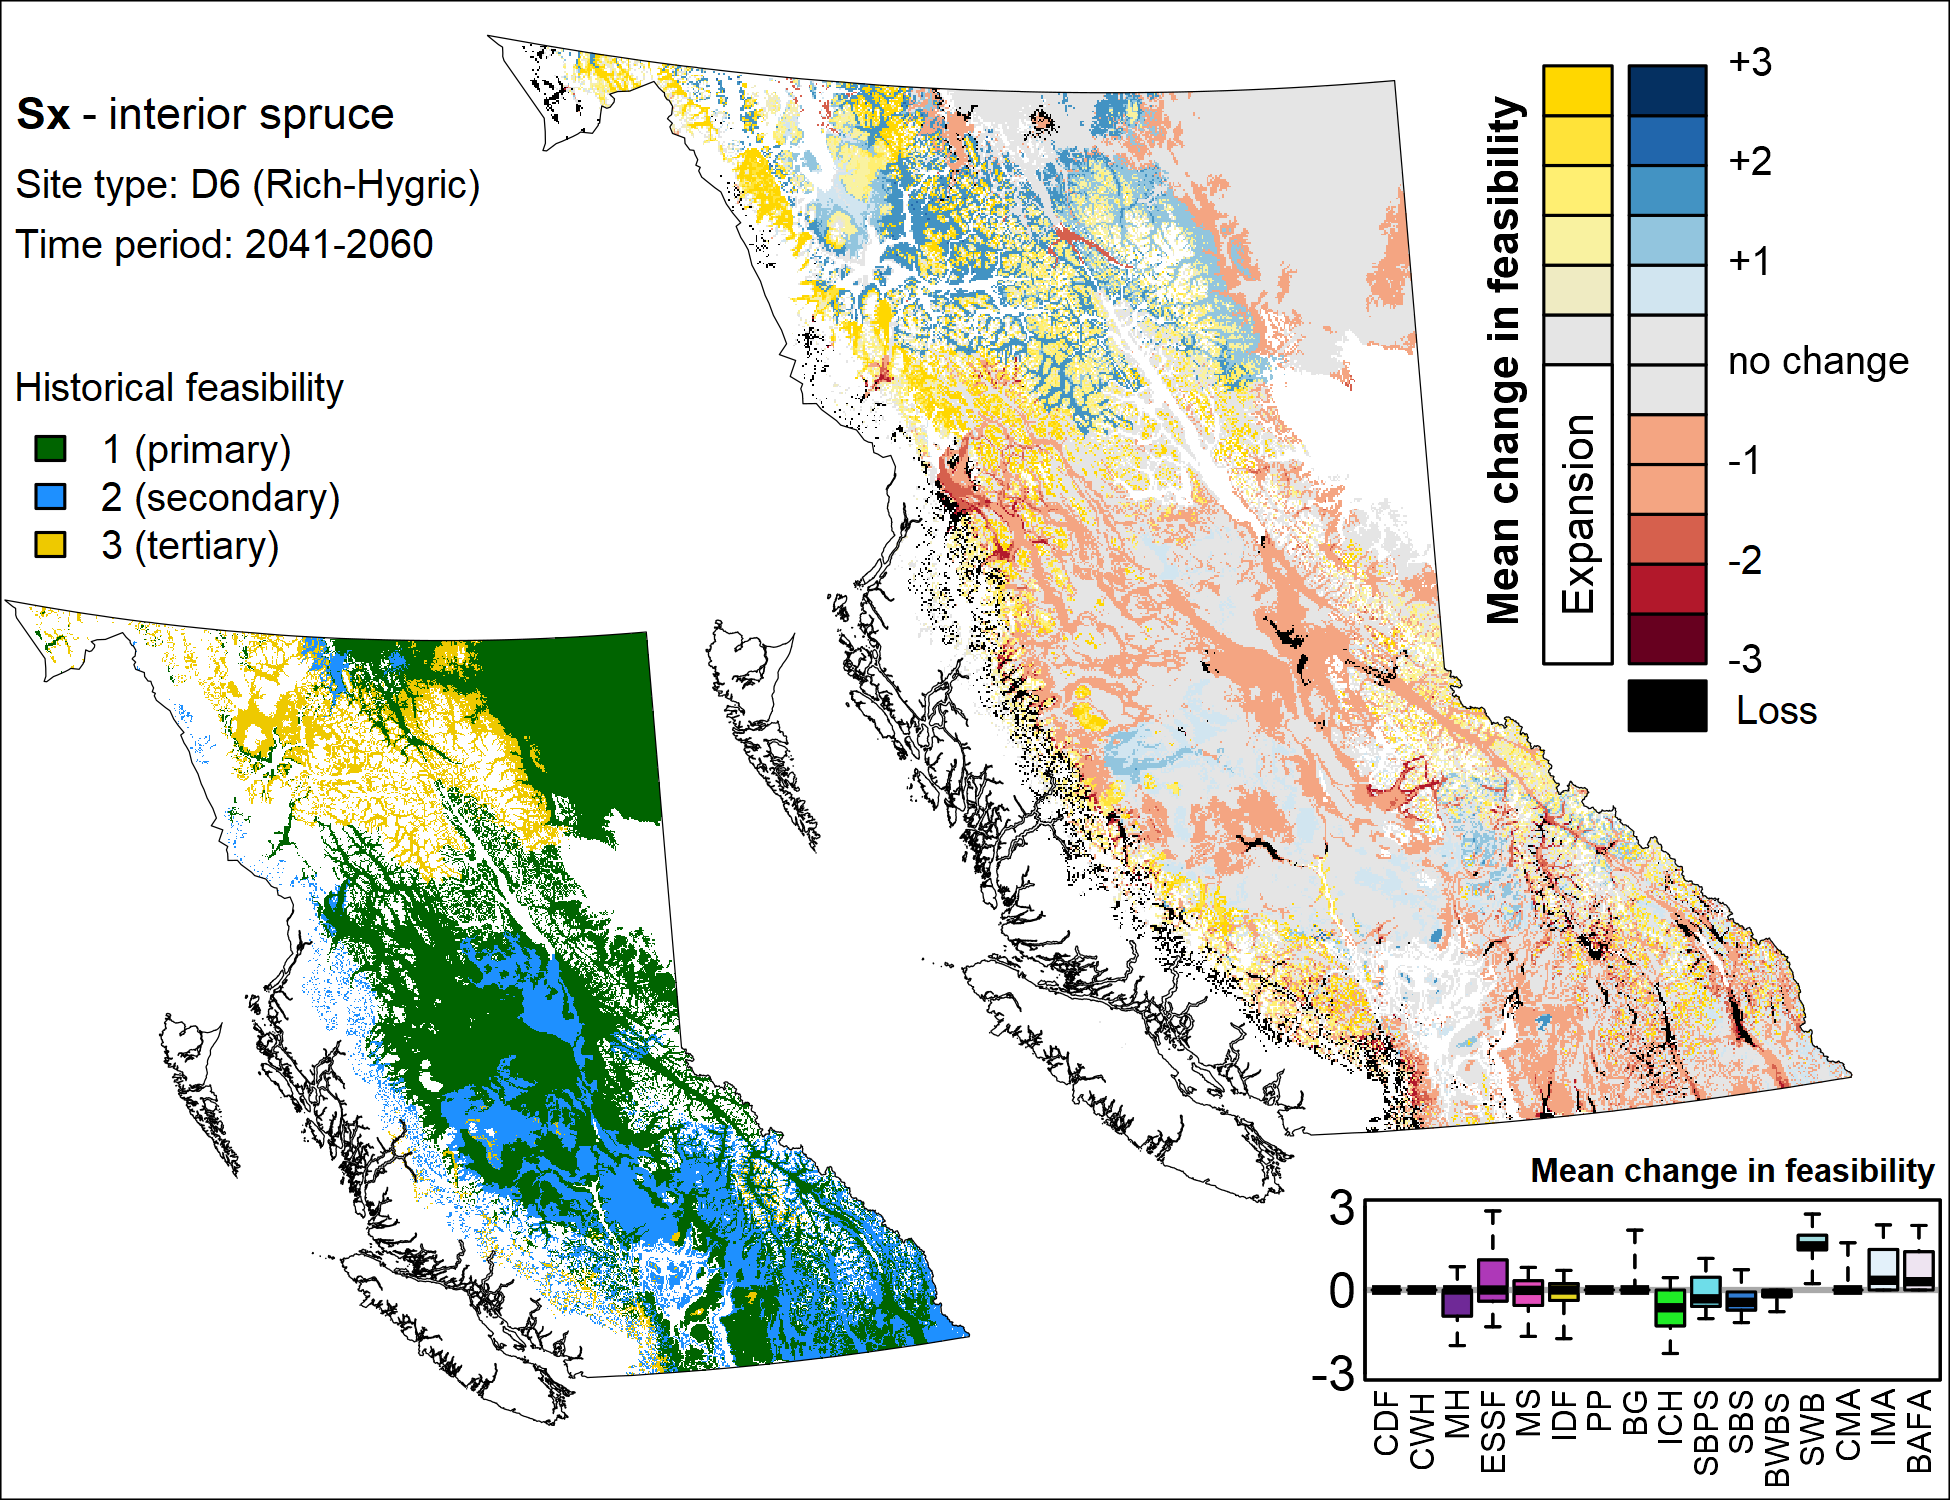 Sx - interior spruce
Site type: D6 (Rich-Hygric)
Time period: 2041-2060
Historical feasibility
1 (primary)
2 (secondary)
3 (tertiary)
Mean change in feasibility
Expansion
+3
+2
+1
no change
-1
-2
-3
Loss
Mean change in feasibility
3
0
-3
CDF
CWH
MH
ESSF
MS
IDF
PP
BG
ICH
SBPS
SBS
BWBS
SWB
CMA
IMA
BAFA